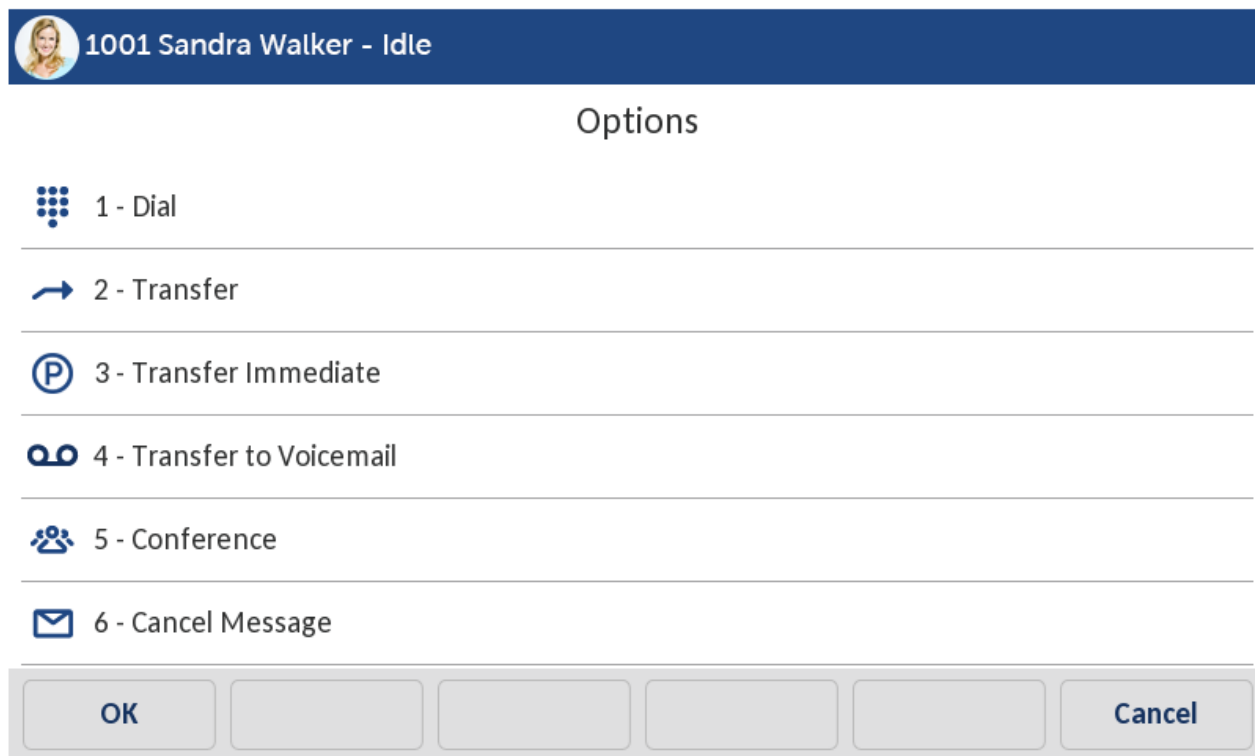 1001 Sandra Walker - Idle
Options
1 - Dial
2 - Transfer
P
3 - Transfer Immediate
4 - Transfer to Voicemail
5 - Conference
6 - Cancel Message
OK
Cancel